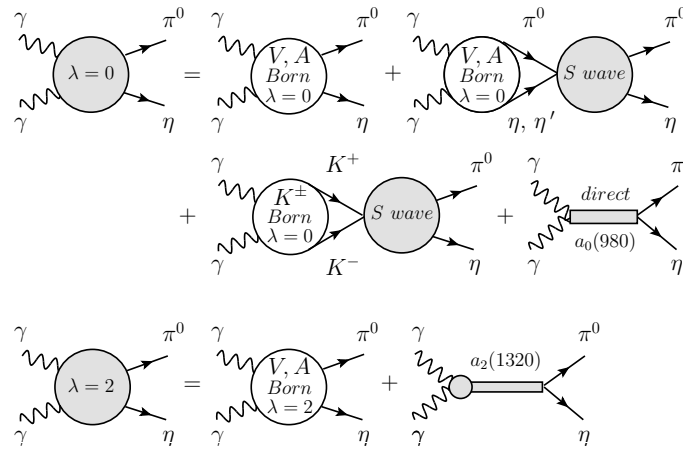 γ π⁰ γ π⁰ γ π⁰ π⁰
λ = 0 = V, A Born λ = 0 + V, A Born λ = 0 S wave
γ η γ η γ η, η′ η
γ K⁺ π⁰ γ π
+ K± Born λ = 0 S wave + direct a₀(980)
γ K⁻ η γ η
γ π⁰ γ π⁰ γ a₂(1320) π⁰
λ = 2 = V, A Born λ = 2 +
γ η γ η γ η